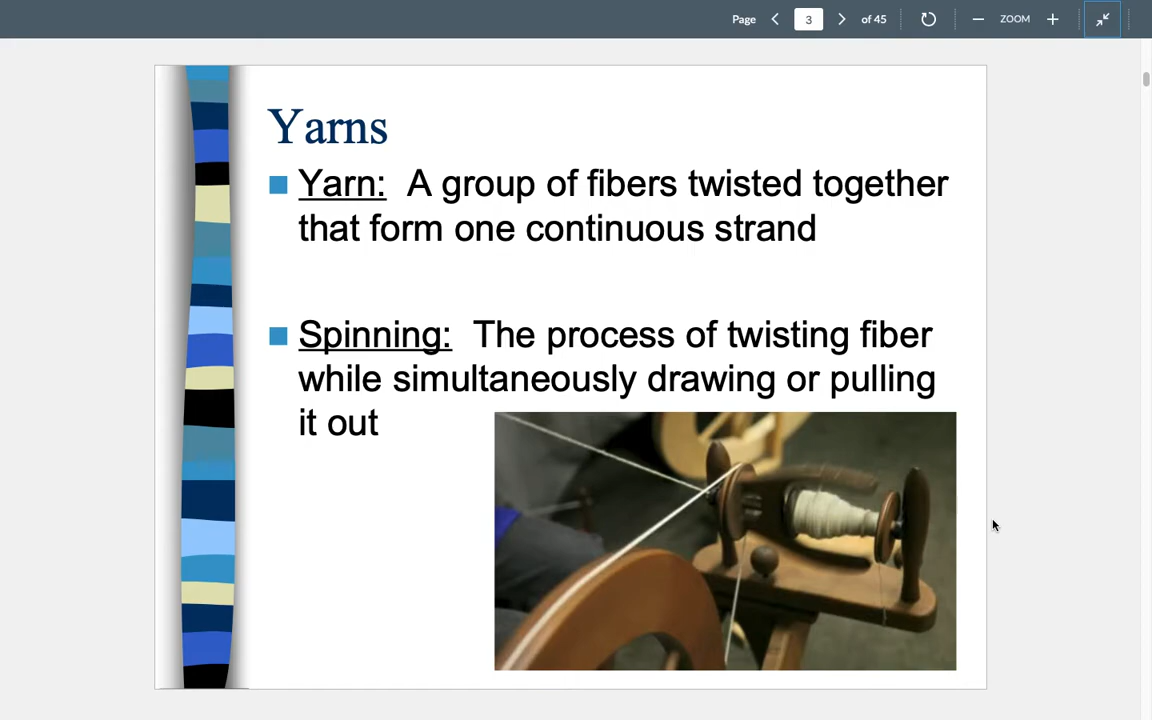 Page 3 of 45 ZOOM
Yarns
Yarn: A group of fibers twisted together
that form one continuous strand
Spinning: The process of twisting fiber
while simultaneously drawing or pulling
it out